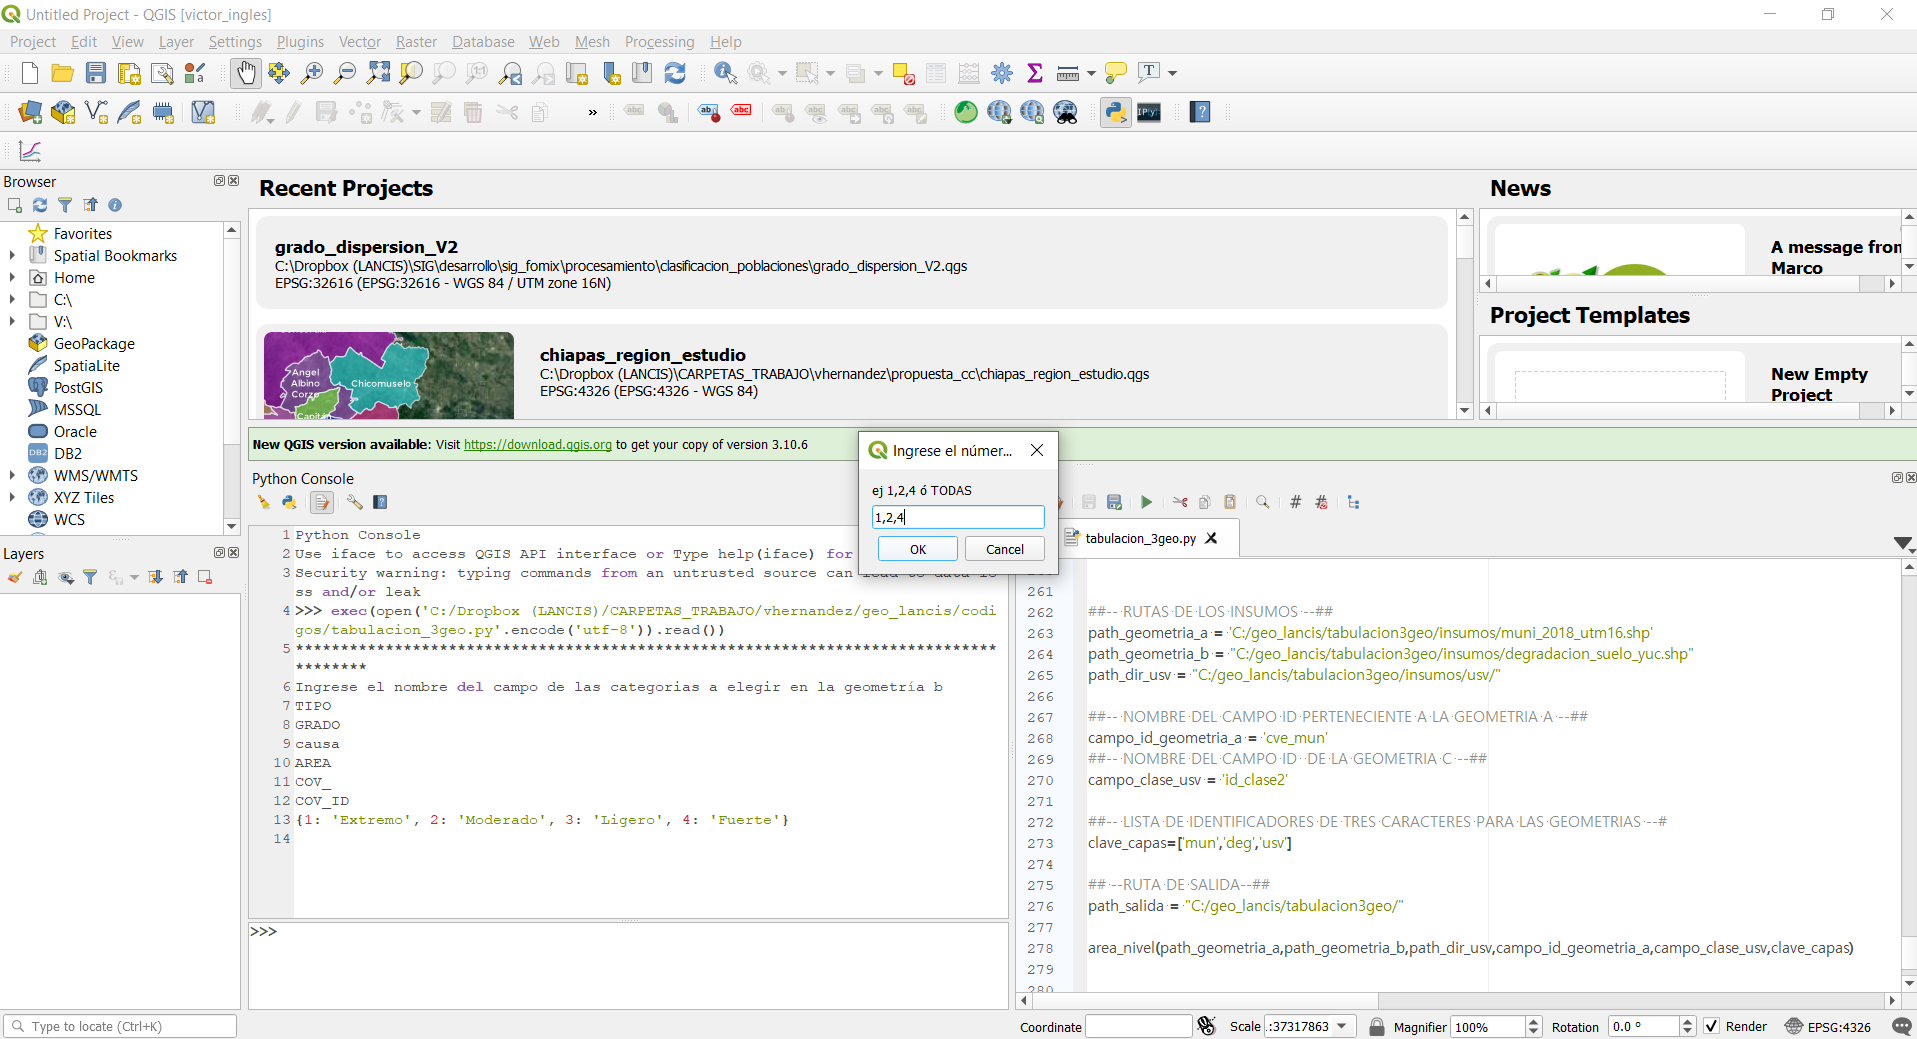 Untitled Project - QGIS [victor_ingles]
Project Edit View Layer Settings Plugins Vector Raster Database Web Mesh Processing Help
Browser
Favorites
Spatial Bookmarks
Home
C:\
V:\
GeoPackage
SpatiaLite
PostGIS
MSSQL
Oracle
DB2
WMS/WMTS
XYZ Tiles
WCS
Layers
Recent Projects
grado_dispersion_V2
C:\Dropbox (LANCIS)\SIG\desarrollo\sig_fomix\procesamiento\clasificacion_poblaciones\grado_dispersion_V2.qgs
EPSG:32616 (EPSG:32616 - WGS 84 / UTM zone 16N)
Angel
Albino
Corzo
Chicomuselo
Capitán
chiapas_region_estudio
C:\Dropbox (LANCIS)\CARPETAS_TRABAJO\vhernandez\propuesta_cc\chiapas_region_estudio.qgs
EPSG:4326 (EPSG:4326 - WGS 84)
News
A message from
Marco
Project Templates
New Empty
Project
New QGIS version available: Visit https://download.qgis.org to get your copy of version 3.10.6
Ingrese el númer...
ej 1,2,4 ó TODAS
1,2,4
OK
Cancel
Python Console
1 Python Console
2 Use iface to access QGIS API interface or Type help(iface) for
3 Security warning: typing commands from an untrusted source can lead to data lo
ss and/or leak
4 >>> exec(open('C:/Dropbox (LANCIS)/CARPETAS_TRABAJO/vhernandez/geo_lancis/codi
gos/tabulacion_3geo.py'.encode('utf-8')).read())
5 ******************************************************************************
********
6 Ingrese el nombre del campo de las categorias a elegir en la geometría b
7 TIPO
8 GRADO
9 causa
10 AREA
11 COV_
12 COV_ID
13 {1: 'Extremo', 2: 'Moderado', 3: 'Ligero', 4: 'Fuerte'}
14
>>>
tabulacion_3geo.py
261
262 ##-- RUTAS DE LOS INSUMOS --##
263 path_geometria_a = 'C:/geo_lancis/tabulacion3geo/insumos/muni_2018_utm16.shp'
264 path_geometria_b = "C:/geo_lancis/tabulacion3geo/insumos/degradacion_suelo_yuc.shp"
265 path_dir_usv = "C:/geo_lancis/tabulacion3geo/insumos/usv/"
266
267 ##-- NOMBRE DEL CAMPO ID PERTENECIENTE A LA GEOMETRIA A --##
268 campo_id_geometria_a = 'cve_mun'
269 ##-- NOMBRE DEL CAMPO ID DE LA GEOMETRIA C --##
270 campo_clase_usv = 'id_clase2'
271
272 ##-- LISTA DE IDENTIFICADORES DE TRES CARACTERES PARA LAS GEOMETRIAS --#
273 clave_capas=['mun','deg','usv']
274
275 ## --RUTA DE SALIDA--##
276 path_salida = "C:/geo_lancis/tabulacion3geo/"
277
278 area_nivel(path_geometria_a,path_geometria_b,path_dir_usv,campo_id_geometria_a,campo_clase_usv,clave_capas)
279
280
Type to locate (Ctrl+K)
Coordinate
Scale :37317863
Magnifier 100%
Rotation 0.0 °
Render
EPSG:4326